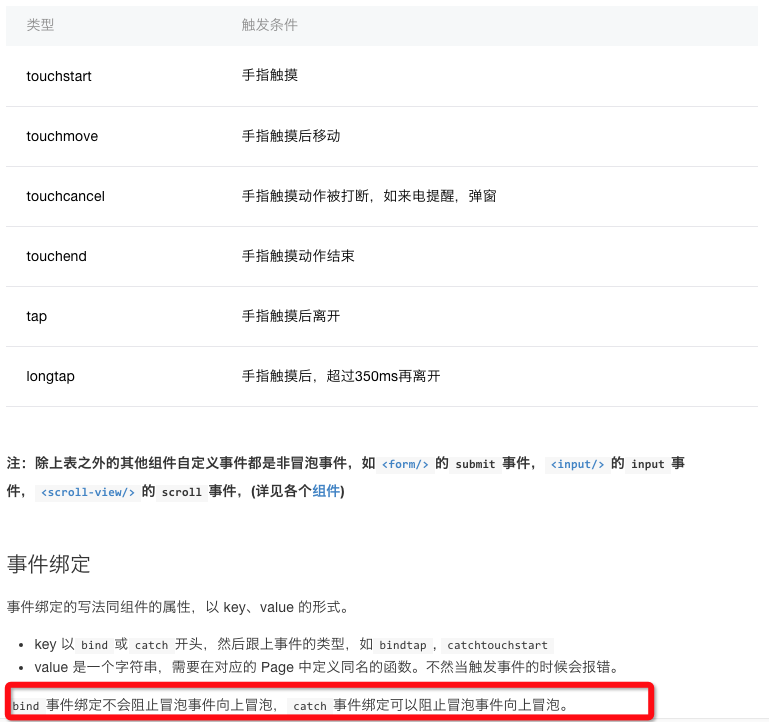 类型 触发条件
touchstart 手指触摸
touchmove 手指触摸后移动
touchcancel 手指触摸动作被打断，如来电提醒，弹窗
touchend 手指触摸动作结束
tap 手指触摸后离开
longtap 手指触摸后，超过350ms再离开
注：除上表之外的其他组件自定义事件都是非冒泡事件，如 <form/> 的 submit 事件， <input/> 的 input 事
件， <scroll-view/> 的 scroll 事件，(详见各个组件)
事件绑定
事件绑定的写法同组件的属性，以 key、value 的形式。
• key 以 bind 或 catch 开头，然后跟上事件的类型，如 bindtap , catchtouchstart
• value 是一个字符串，需要在对应的 Page 中定义同名的函数。不然当触发事件的时候会报错。
bind 事件绑定不会阻止冒泡事件向上冒泡， catch 事件绑定可以阻止冒泡事件向上冒泡。